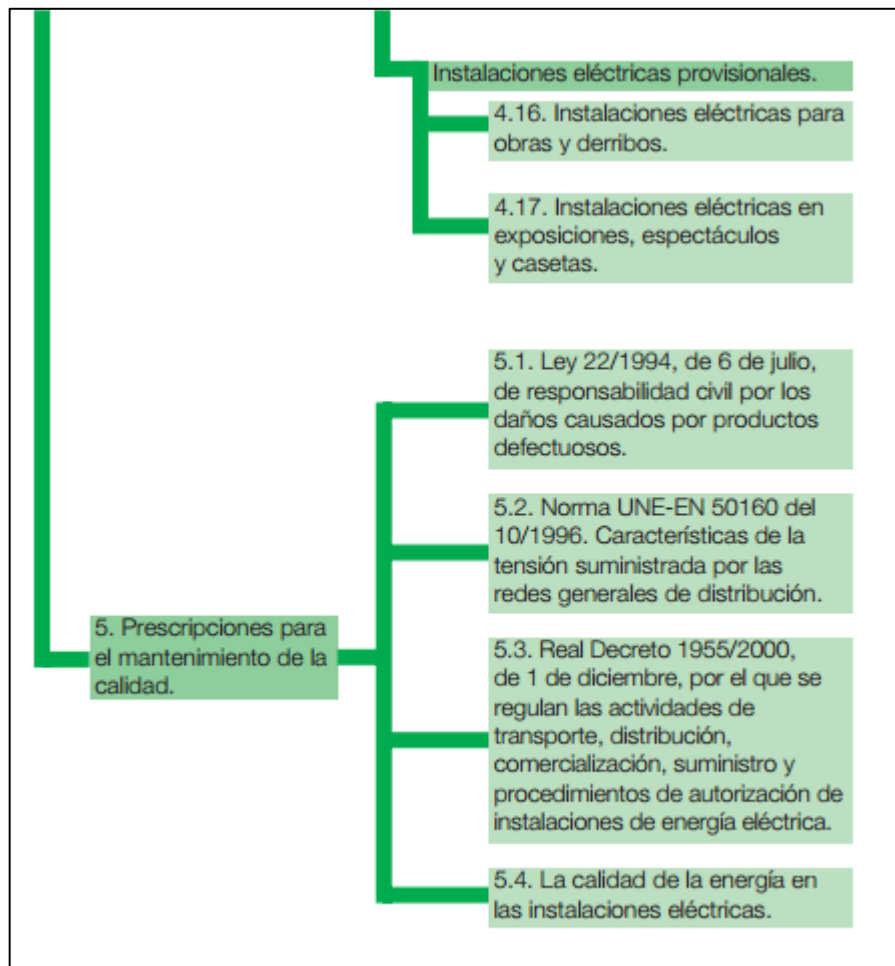 Instalaciones eléctricas provisionales.
4.16. Instalaciones eléctricas para
obras y derribos.
4.17. Instalaciones eléctricas en
exposiciones, espectáculos
y casetas.
5.1. Ley 22/1994, de 6 de julio,
de responsabilidad civil por los
daños causados por productos
defectuosos.
5.2. Norma UNE-EN 50160 del
10/1996. Características de la
tensión suministrada por las
redes generales de distribución.
5. Prescripciones para
el mantenimiento de la
calidad.
5.3. Real Decreto 1955/2000,
de 1 de diciembre, por el que se
regulan las actividades de
transporte, distribución,
comercialización, suministro y
procedimientos de autorización de
instalaciones de energía eléctrica.
5.4. La calidad de la energía en
las instalaciones eléctricas.